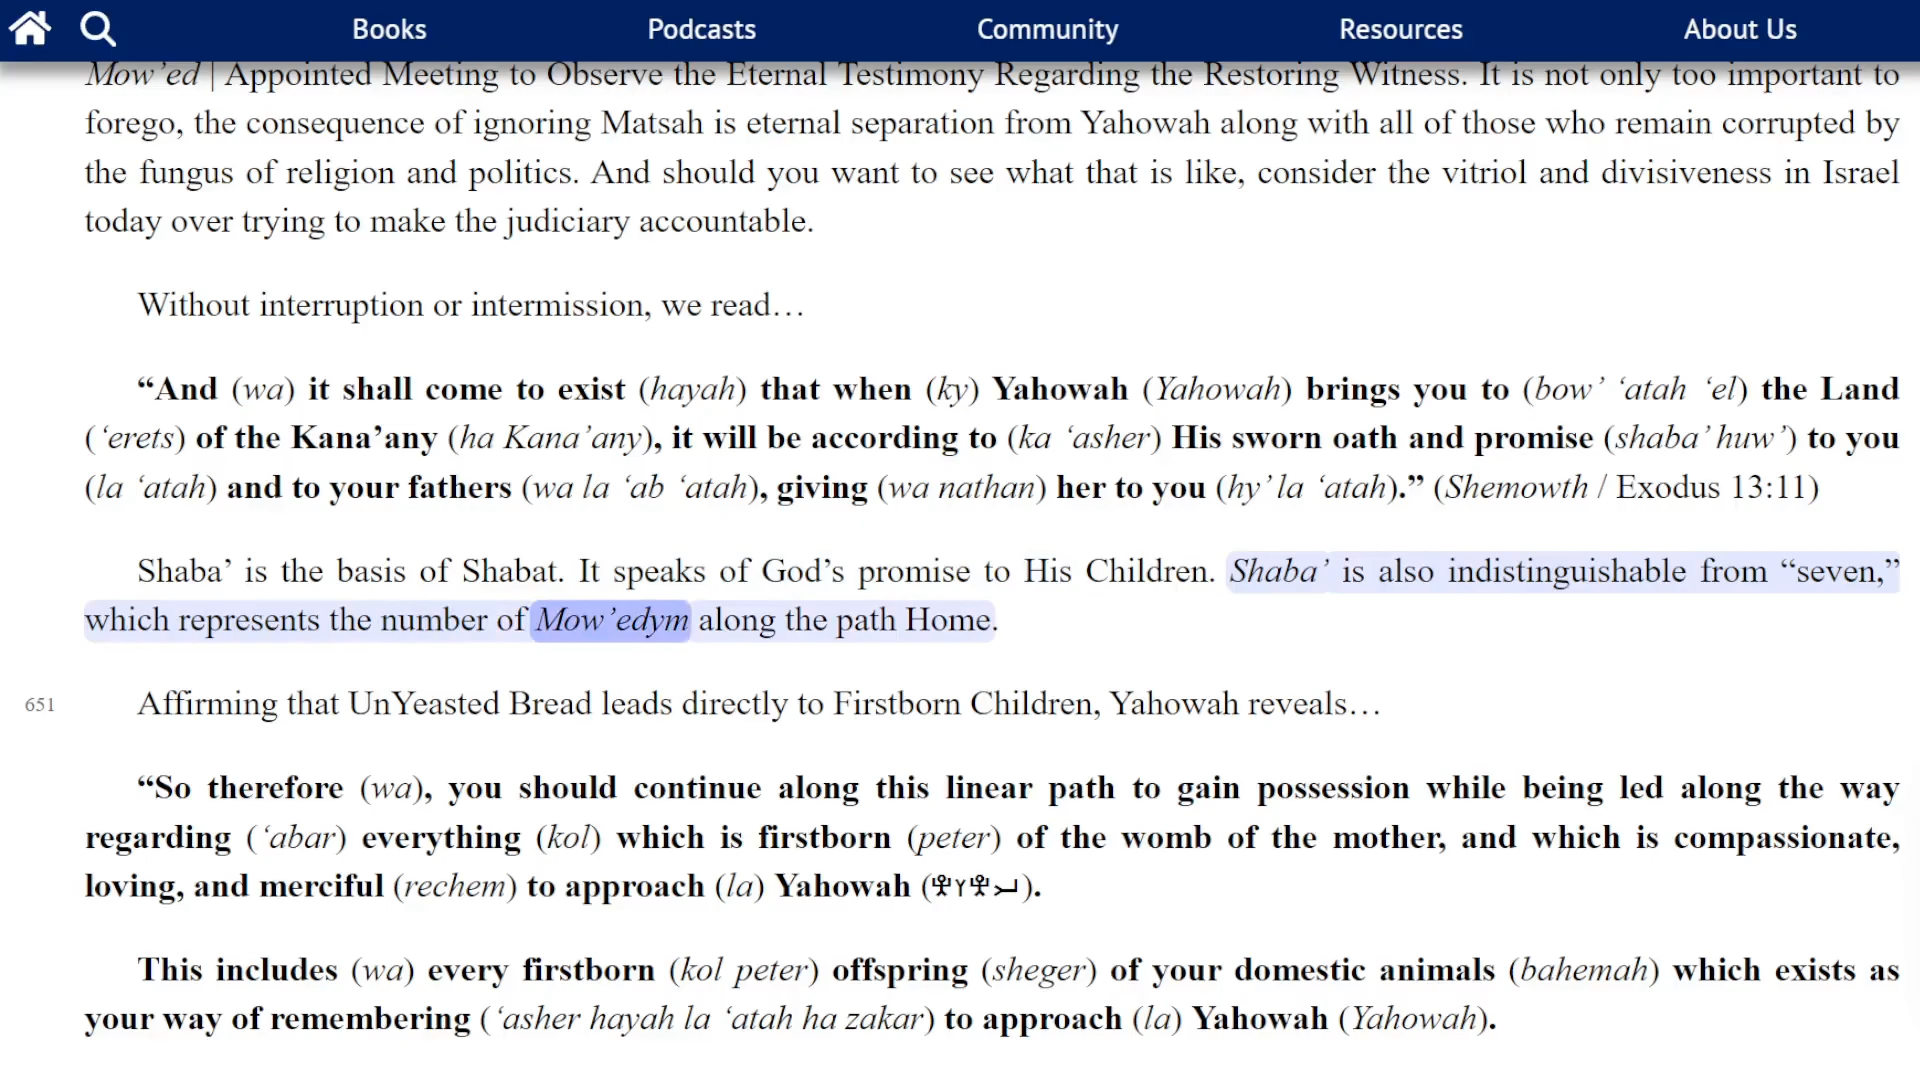 Books Podcasts Community Resources About Us
Mow’ed | Appointed Meeting to Observe the Eternal Testimony Regarding the Restoring Witness. It is not only too important to
forego, the consequence of ignoring Matsah is eternal separation from Yahowah along with all of those who remain corrupted by
the fungus of religion and politics. And should you want to see what that is like, consider the vitriol and divisiveness in Israel
today over trying to make the judiciary accountable.
Without interruption or intermission, we read…
“And (wa) it shall come to exist (hayah) that when (ky) Yahowah (Yahowah) brings you to (bow’ ‘atah ‘el) the Land
(‘erets) of the Kana’any (ha Kana’any), it will be according to (ka ‘asher) His sworn oath and promise (shaba’ huw’) to you
(la ‘atah) and to your fathers (wa la ‘ab ‘atah), giving (wa nathan) her to you (hy’ la ‘atah).” (Shemowth / Exodus 13:11)
Shaba’ is the basis of Shabat. It speaks of God’s promise to His Children. Shaba’ is also indistinguishable from “seven,”
which represents the number of Mow’edym along the path Home.
651 Affirming that UnYeasted Bread leads directly to Firstborn Children, Yahowah reveals…
“So therefore (wa), you should continue along this linear path to gain possession while being led along the way
regarding (‘abar) everything (kol) which is firstborn (peter) of the womb of the mother, and which is compassionate,
loving, and merciful (rechem) to approach (la) Yahowah ().
This includes (wa) every firstborn (kol peter) offspring (sheger) of your domestic animals (bahemah) which exists as
your way of remembering (‘asher hayah la ‘atah ha zakar) to approach (la) Yahowah (Yahowah).